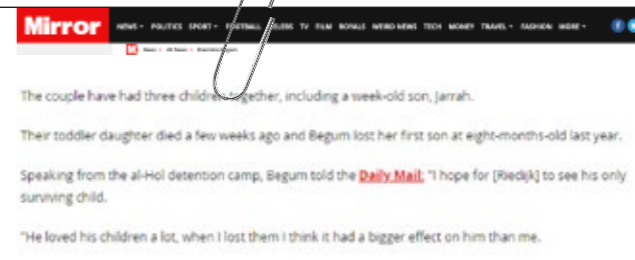 Mirror NEWS POLITICS SPORT FOOTBALL CELEBS TV FILM BONUS WEIRD NEWS TECH MONEY TRAVEL FASHION MORE
The couple have had three children together, including a week-old son, Jarrah.
Their toddler daughter died a few weeks ago and Begum lost her first son at eight-months-old last year.
Speaking from the al-Hol detention camp, Begum told the Daily Mail: "I hope for [Riedijk] to see his only
surviving child.
"He loved his children a lot, when I lost them I think it had a bigger effect on him than me.